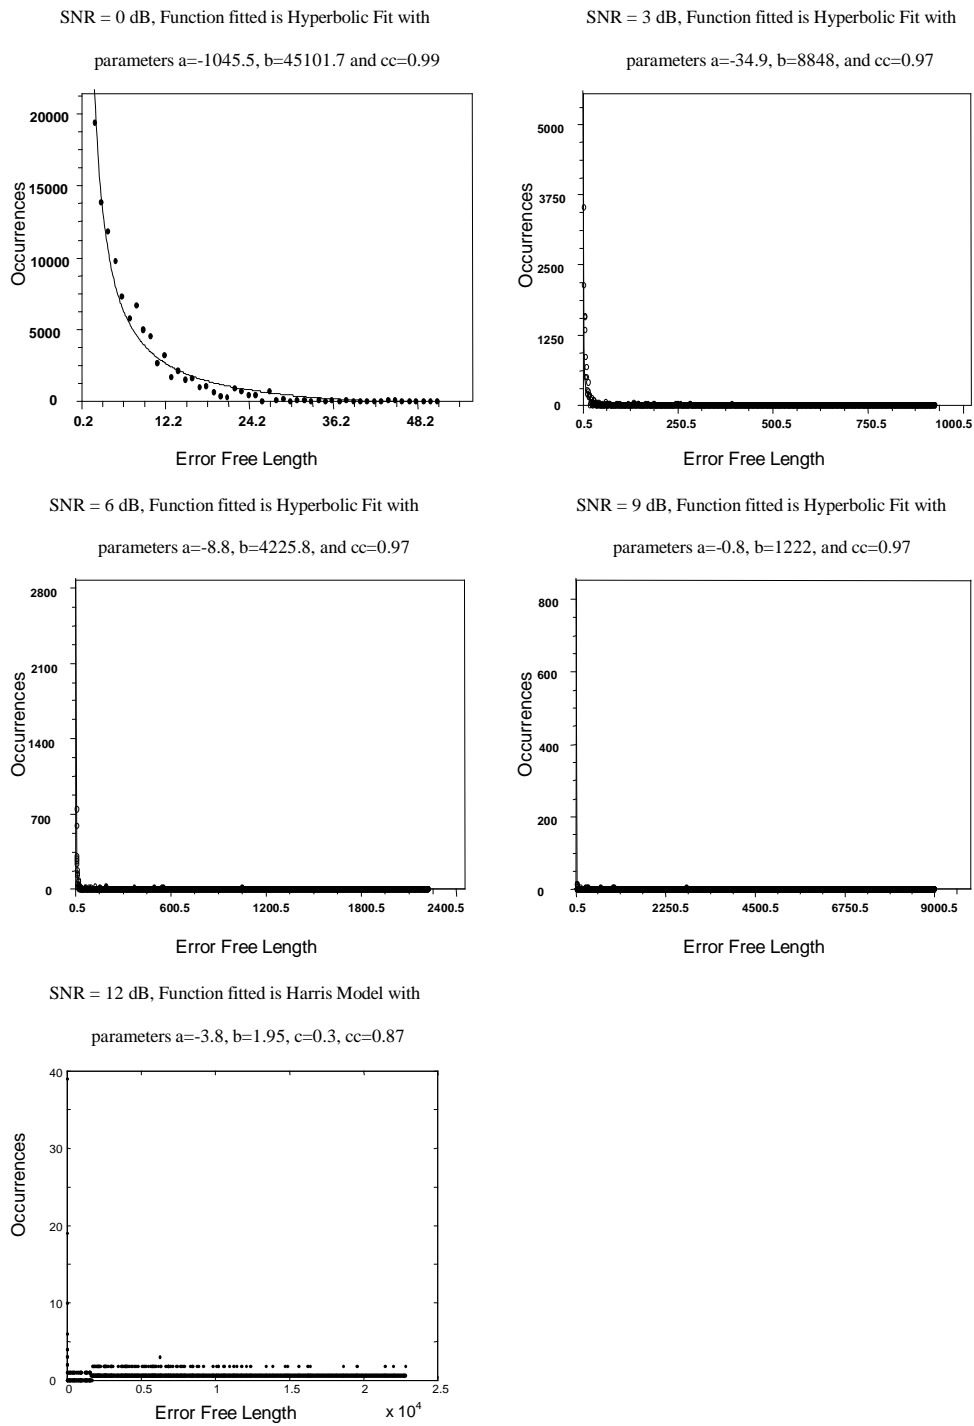 SNR = 0 dB, Function fitted is Hyperbolic Fit with
parameters a=-1045.5, b=45101.7 and cc=0.99
20000
15000
10000
5000
0
Occurrences
0.2 12.2 24.2 36.2 48.2
Error Free Length
SNR = 3 dB, Function fitted is Hyperbolic Fit with
parameters a=-34.9, b=8848, and cc=0.97
5000
3750
2500
1250
0
Occurrences
0.5 250.5 500.5 750.5 1000.5
Error Free Length
SNR = 6 dB, Function fitted is Hyperbolic Fit with
parameters a=-8.8, b=4225.8, and cc=0.97
2800
2100
1400
700
0
Occurrences
0.5 600.5 1200.5 1800.5 2400.5
Error Free Length
SNR = 9 dB, Function fitted is Hyperbolic Fit with
parameters a=-0.8, b=1222, and cc=0.97
800
600
400
200
0
Occurrences
0.5 2250.5 4500.5 6750.5 9000.5
Error Free Length
SNR = 12 dB, Function fitted is Harris Model with
parameters a=-3.8, b=1.95, c=0.3, cc=0.87
40
30
20
10
0
Occurrences
0 0.5 1 1.5 2 2.5
Error Free Length x 10^4